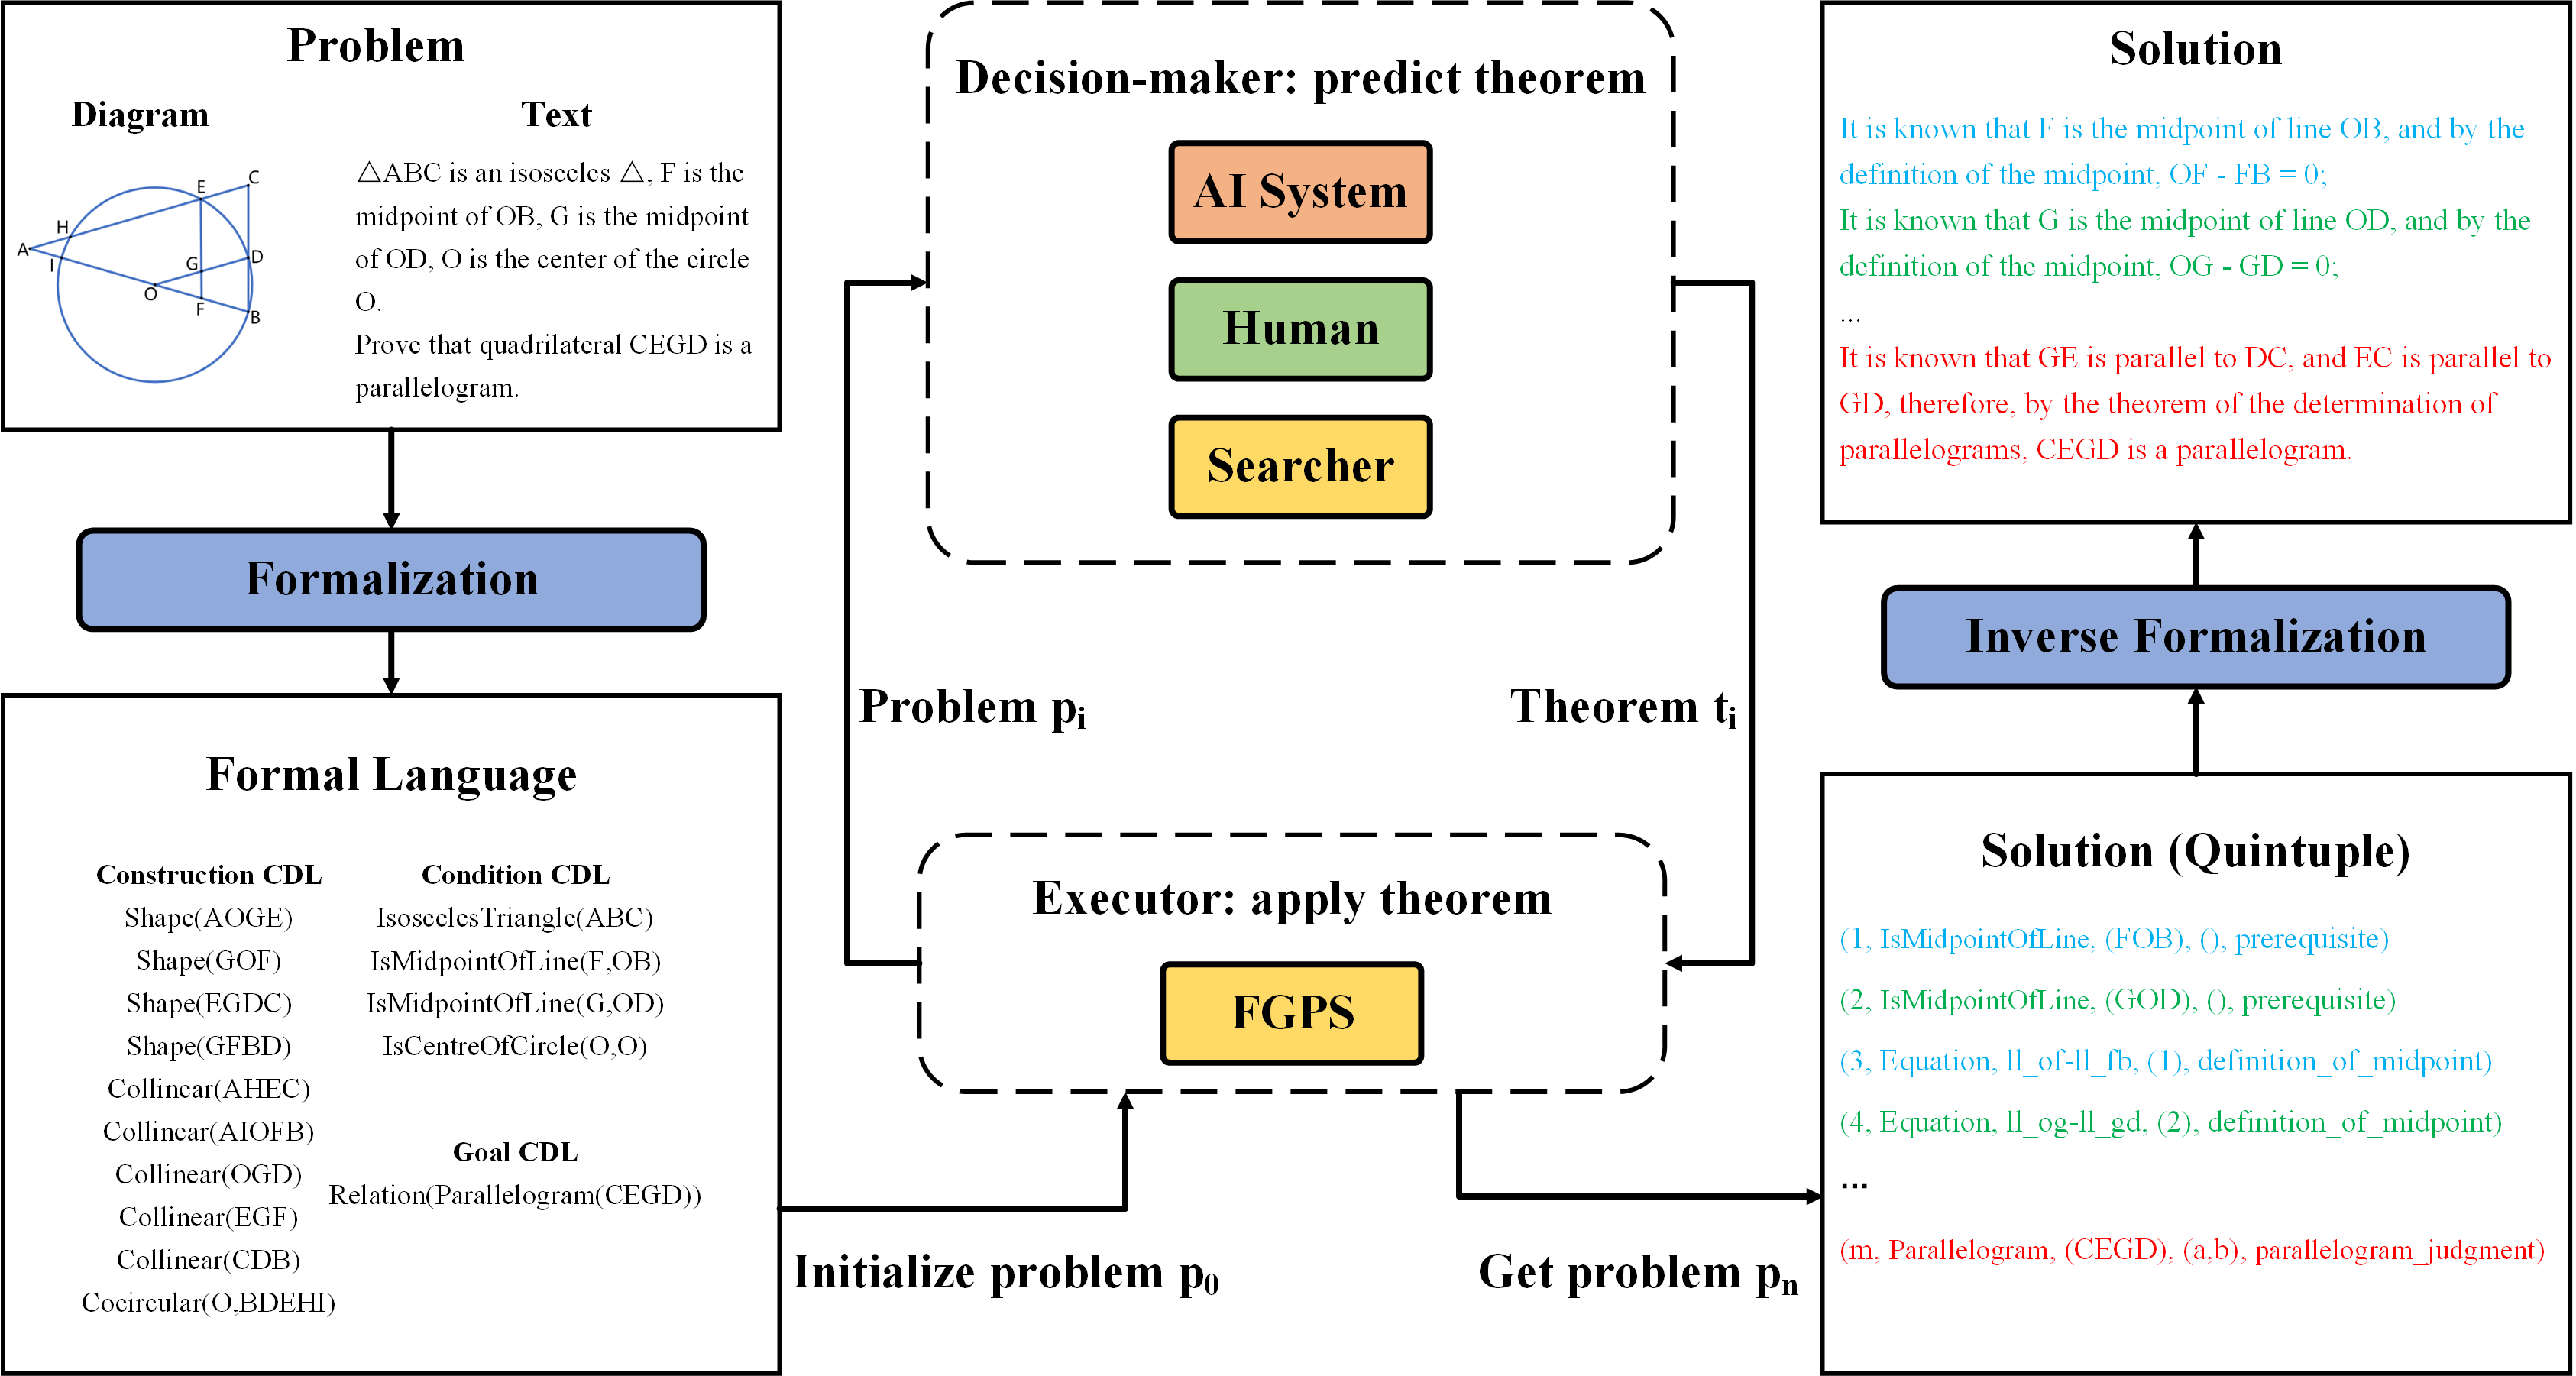 Problem
Diagram
Text
A
H
I
E
C
G
D
O
F
B
△ABC is an isosceles △, F is the
midpoint of OB, G is the midpoint
of OD, O is the center of the circle
O.
Prove that quadrilateral CEGD is a
parallelogram.
Formalization
Formal Language
Construction CDL
Shape(AOGE)
Shape(GOF)
Shape(EGDC)
Shape(GFBD)
Collinear(AHEC)
Collinear(AIOFB)
Collinear(OGD)
Collinear(EGF)
Collinear(CDB)
Cocircular(O,BDEHI)
Condition CDL
IsoscelesTriangle(ABC)
IsMidpointOfLine(F,OB)
IsMidpointOfLine(G,OD)
IsCentreOfCircle(O,O)
Goal CDL
Relation(Parallelogram(CEGD))
Initialize problem p0
Decision-maker: predict theorem
AI System
Human
Searcher
Problem pi
Theorem ti
Executor: apply theorem
FGPS
Get problem pn
Solution (Quintuple)
(1, IsMidpointOfLine, (FOB), (), prerequisite)
(2, IsMidpointOfLine, (GOD), (), prerequisite)
(3, Equation, ll_of-ll_fb, (1), definition_of_midpoint)
(4, Equation, ll_og-ll_gd, (2), definition_of_midpoint)
...
(m, Parallelogram, (CEGD), (a,b), parallelogram_judgment)
Inverse Formalization
Solution
It is known that F is the midpoint of line OB, and by the
definition of the midpoint, OF - FB = 0;
It is known that G is the midpoint of line OD, and by the
definition of the midpoint, OG - GD = 0;
...
It is known that GE is parallel to DC, and EC is parallel to
GD, therefore, by the theorem of the determination of
parallelograms, CEGD is a parallelogram.